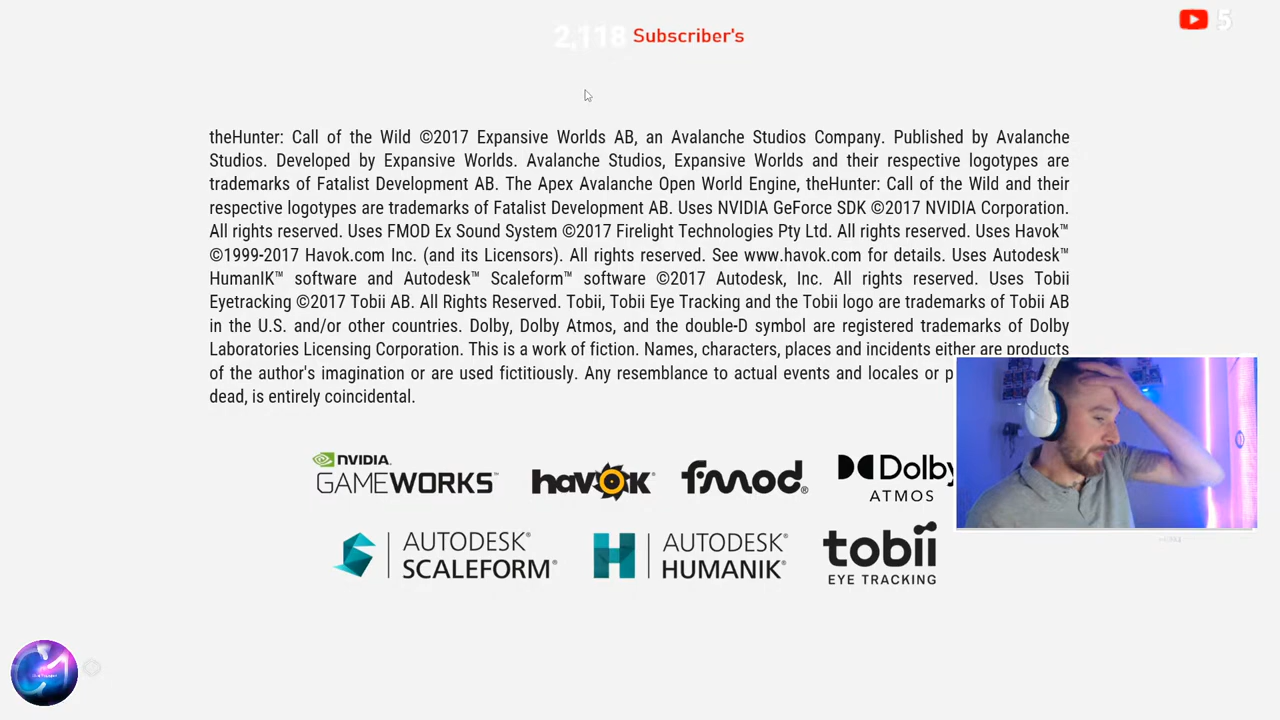 2,118 Subscriber's
5
theHunter: Call of the Wild ©2017 Expansive Worlds AB, an Avalanche Studios Company. Published by Avalanche
Studios. Developed by Expansive Worlds. Avalanche Studios, Expansive Worlds and their respective logotypes are
trademarks of Fatalist Development AB. The Apex Avalanche Open World Engine, theHunter: Call of the Wild and their
respective logotypes are trademarks of Fatalist Development AB. Uses NVIDIA GeForce SDK ©2017 NVIDIA Corporation.
All rights reserved. Uses FMOD Ex Sound System ©2017 Firelight Technologies Pty Ltd. All rights reserved. Uses Havok™
©1999-2017 Havok.com Inc. (and its Licensors). All rights reserved. See www.havok.com for details. Uses Autodesk™
HumanIK™ software and Autodesk™ Scaleform™ software ©2017 Autodesk, Inc. All rights reserved. Uses Tobii
Eyetracking ©2017 Tobii AB. All Rights Reserved. Tobii, Tobii Eye Tracking and the Tobii logo are trademarks of Tobii AB
in the U.S. and/or other countries. Dolby, Dolby Atmos, and the double-D symbol are registered trademarks of Dolby
Laboratories Licensing Corporation. This is a work of fiction. Names, characters, places and incidents either are products
of the author's imagination or are used fictitiously. Any resemblance to actual events and locales or p
dead, is entirely coincidental.
NVIDIA.
GAMEWORKS™
havok®
fmod®
Dolby
ATMOS
AUTODESK®
SCALEFORM®
AUTODESK®
HUMANIK®
tobii
EYE TRACKING